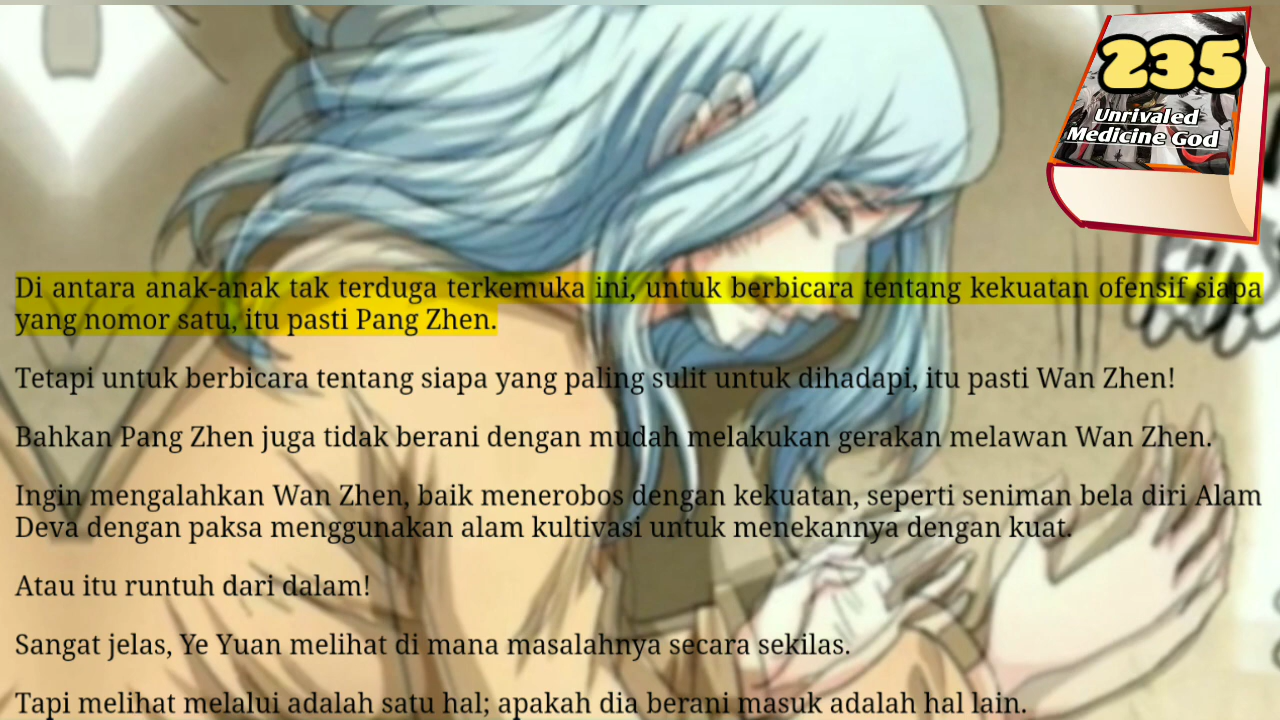 235
Unrivaled
Medicine God
Di antara anak-anak tak terduga terkemuka ini, untuk berbicara tentang kekuatan ofensif siapa
yang nomor satu, itu pasti Pang Zhen.
Tetapi untuk berbicara tentang siapa yang paling sulit untuk dihadapi, itu pasti Wan Zhen!
Bahkan Pang Zhen juga tidak berani dengan mudah melakukan gerakan melawan Wan Zhen.
Ingin mengalahkan Wan Zhen, baik menerobos dengan kekuatan, seperti seniman bela diri Alam
Deva dengan paksa menggunakan alam kultivasi untuk menekannya dengan kuat.
Atau itu runtuh dari dalam!
Sangat jelas, Ye Yuan melihat di mana masalahnya secara sekilas.
Tapi melihat melalui adalah satu hal; apakah dia berani masuk adalah hal lain.